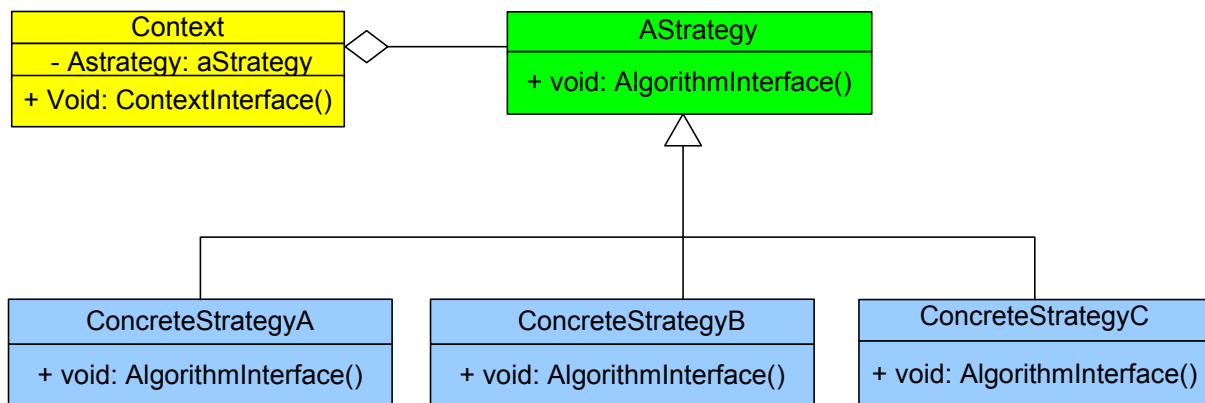 Context
- Astrategy: aStrategy
+ Void: ContextInterface()
AStrategy
+ void: AlgorithmInterface()
ConcreteStrategyA
+ void: AlgorithmInterface()
ConcreteStrategyB
+ void: AlgorithmInterface()
ConcreteStrategyC
+ void: AlgorithmInterface()